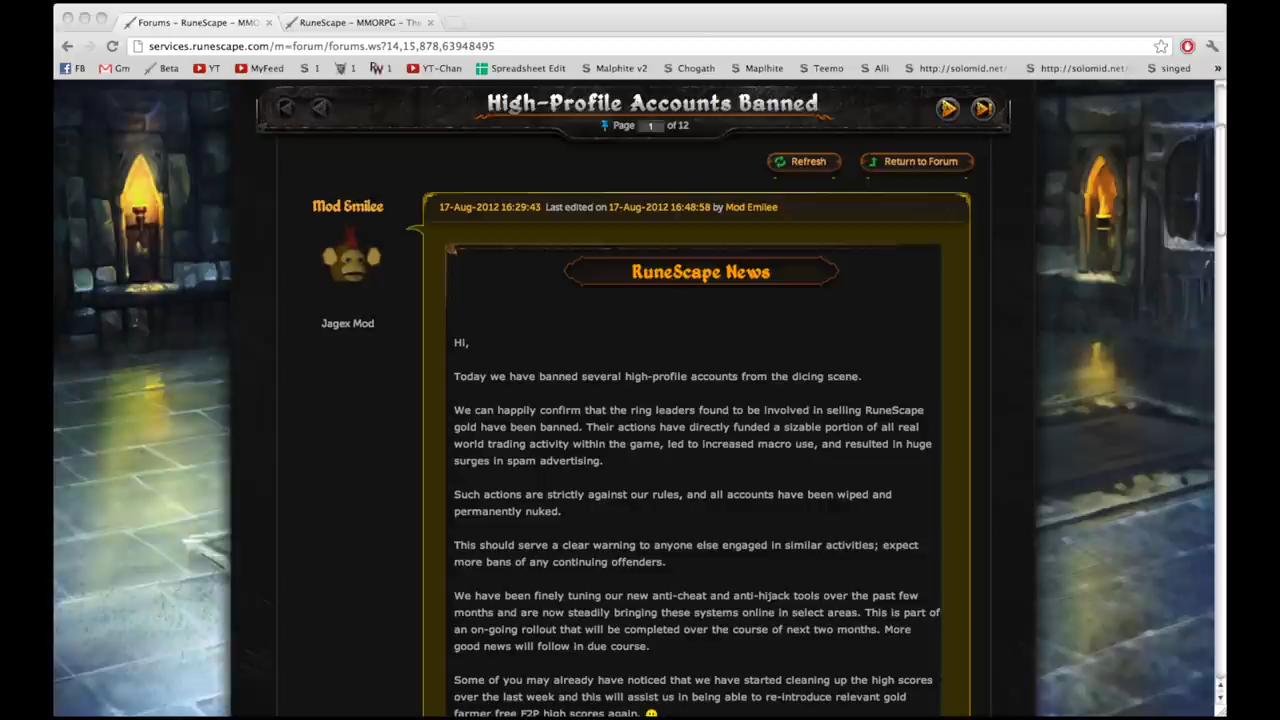 Forums – RuneScape – MMO
RuneScape – MMORPG – The
services.runescape.com/m=forum/forums.ws?14,15,878,63948495
FB Gm Beta YT MyFeed S 1 1 W 1 YT-Chan Spreadsheet Edit Malphite v2 Chogath Maplhite Teemo Alli http://solomid.net/ http://solomid.net/ singed »
High-Profile Accounts Banned
Page 1 of 12
Refresh Return to Forum
Mod Emilee
17-Aug-2012 16:29:43 Last edited on 17-Aug-2012 16:48:58 by Mod Emilee
RuneScape News
Jagex Mod
Hi,
Today we have banned several high-profile accounts from the dicing scene.
We can happily confirm that the ring leaders found to be involved in selling RuneScape
gold have been banned. Their actions have directly funded a sizable portion of all real
world trading activity within the game, led to increased macro use, and resulted in huge
surges in spam advertising.
Such actions are strictly against our rules, and all accounts have been wiped and
permanently nuked.
This should serve a clear warning to anyone else engaged in similar activities; expect
more bans of any continuing offenders.
We have been finely tuning our new anti-cheat and anti-hijack tools over the past few
months and are now steadily bringing these systems online in select areas. This is part of
an on-going rollout that will be completed over the course of next two months. More
good news will follow in due course.
Some of you may already have noticed that we have started cleaning up the high scores
over the last week and this will assist us in being able to re-introduce relevant gold
farmer free F2P high scores again.